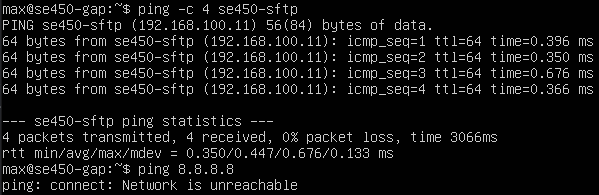 max@se450-gap:~$ ping -c 4 se450-sftp
PING se450-sftp (192.168.100.11) 56(84) bytes of data.
64 bytes from se450-sftp (192.168.100.11): icmp_seq=1 ttl=64 time=0.396 ms
64 bytes from se450-sftp (192.168.100.11): icmp_seq=2 ttl=64 time=0.350 ms
64 bytes from se450-sftp (192.168.100.11): icmp_seq=3 ttl=64 time=0.676 ms
64 bytes from se450-sftp (192.168.100.11): icmp_seq=4 ttl=64 time=0.366 ms
--- se450-sftp ping statistics ---
4 packets transmitted, 4 received, 0% packet loss, time 3066ms
rtt min/avg/max/mdev = 0.350/0.447/0.676/0.133 ms
max@se450-gap:~$ ping 8.8.8.8
ping: connect: Network is unreachable